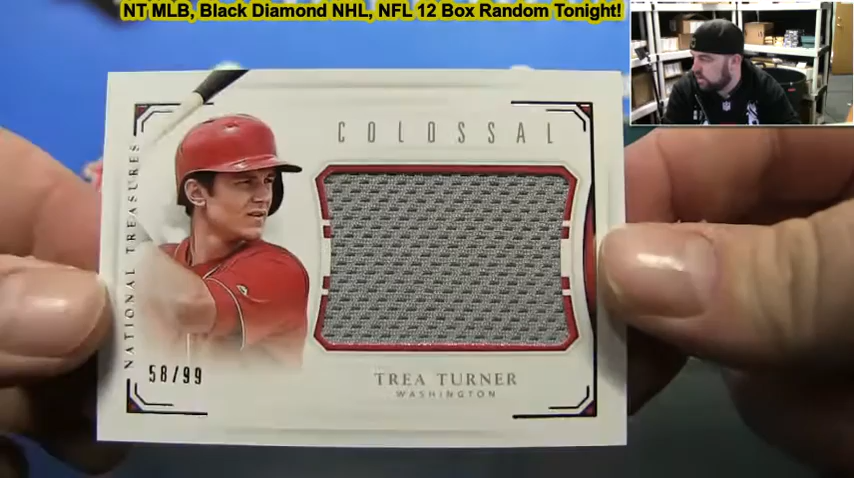 NT MLB, Black Diamond NHL, NFL 12 Box Random Tonight!
COLOSSAL
NATIONAL TREASURES
58/99
TREA TURNER
WASHINGTON